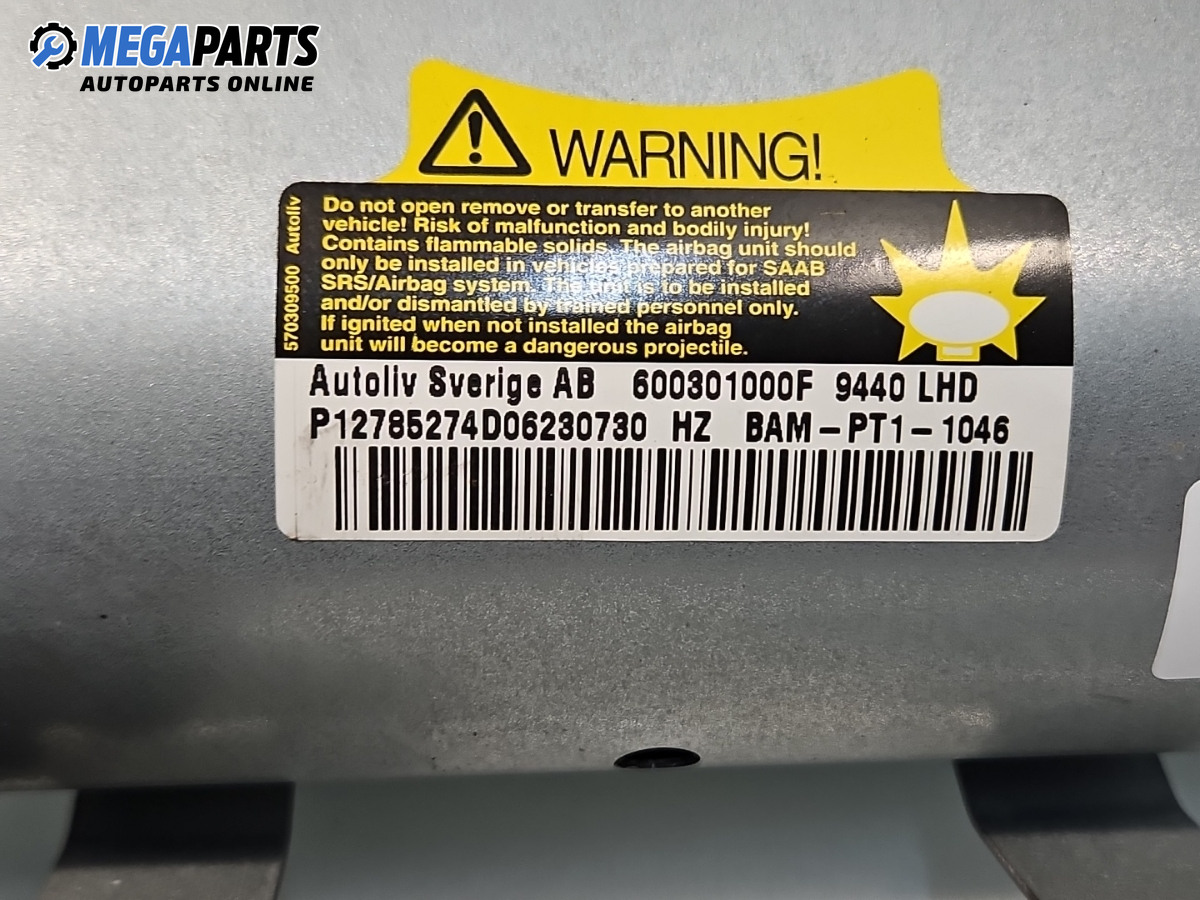 MEGAPARTS
AUTOPARTS ONLINE
WARNING!
570309500 Autoliv
Do not open remove or transfer to another
vehicle! Risk of malfunction and bodily injury!
Contains flammable solids. The airbag unit should
only be installed in vehicles prepared for SAAB
SRS/Airbag system. The unit is to be installed
and/or dismantled by trained personnel only.
If ignited when not installed the airbag
unit will become a dangerous projectile.
Autoliv Sverige AB 600301000F 9440 LHD
P12785274D06230730 HZ BAM-PT1-1046